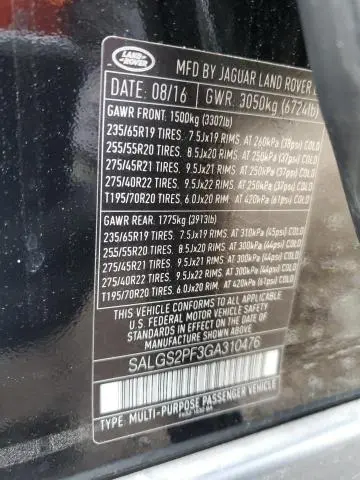 LAND-
ROVER
MFD BY JAGUAR LAND ROVER
DATE: 08/16 GWR. 3050kg (6724lb)
GAWR FRONT: 1500kg (3307lb)
235/65R19 TIRES. 7.5Jx19 RIMS. AT 260kPa (38psi) COLD
255/55R20 TIRES. 8.5Jx20 RIMS. AT 250kPa (37psi) COLD
275/45R21 TIRES. 9.5Jx21 RIMS. AT 250kPa (37psi) COLD
275/40R22 TIRES. 9.5Jx22 RIMS. AT 250kPa (37psi) COLD
T195/70R20 TIRES. 6.0Jx20 RIMS. AT 420kPa (61psi) COLD
GAWR REAR: 1775kg (3913lb)
235/65R19 TIRES. 7.5Jx19 RIMS. AT 310kPa (45psi) COLD
255/55R20 TIRES. 8.5Jx20 RIMS. AT 300kPa (44psi) COLD
275/45R21 TIRES. 9.5Jx21 RIMS. AT 300kPa (44psi) COLD
275/40R22 TIRES. 9.5Jx22 RIMS. AT 300kPa (44psi) COLD
T195/70R20 TIRES. 6.0Jx20 RIMS. AT 420kPa (61psi) COLD
THIS VEHICLE CONFORMS TO ALL APPLICABLE FEDERAL
MOTOR VEHICLE SAFETY, BUMPER, AND THEFT
PREVENTION STANDARDS IN EFFECT ON THE
DATE OF MANUFACTURE SHOWN ABOVE.
SALGS2PF3GA310476
TYPE: MULTI-PURPOSE PASSENGER VEHICLE